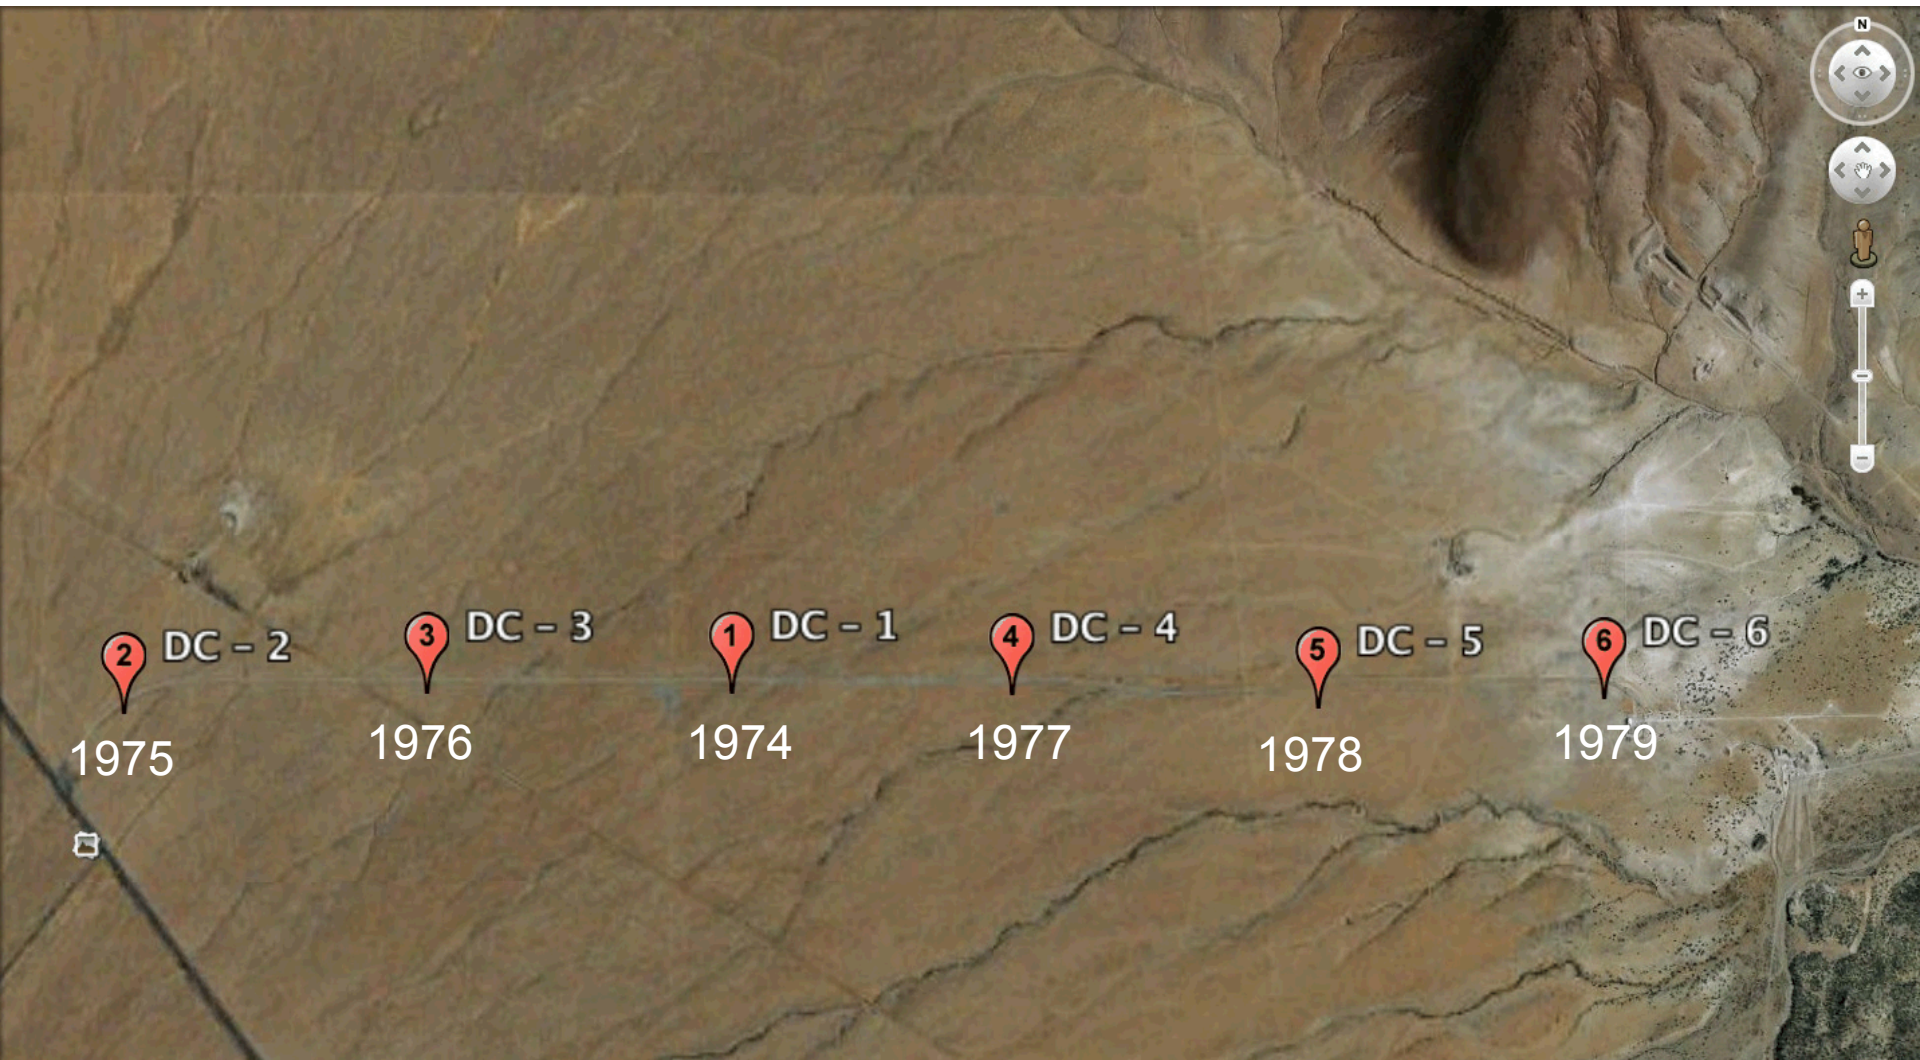 N
2 DC – 2
3 DC – 3
1 DC – 1
4 DC – 4
5 DC – 5
6 DC – 6
1975
1976
1974
1977
1978
1979